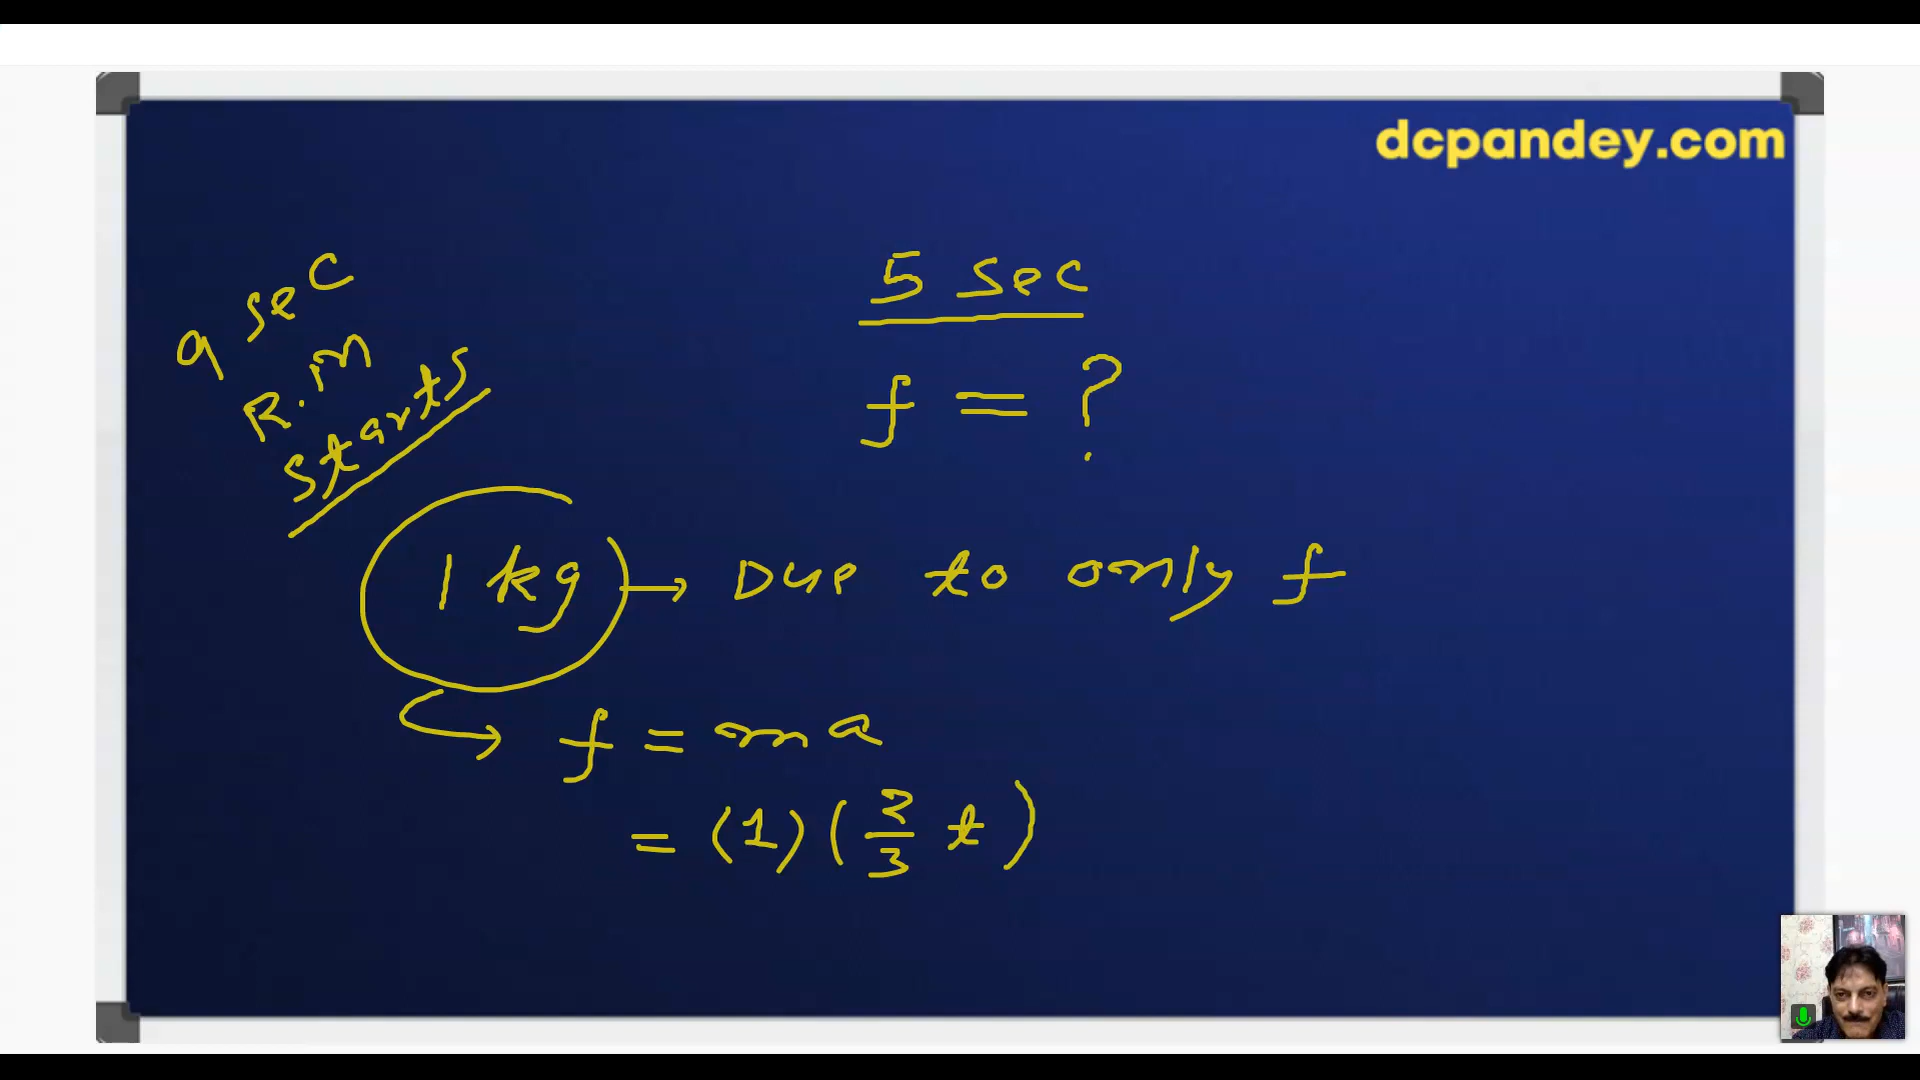 dcpandey.com
9 sec
R.M
starts
5 sec
f = ?
1 kg → Due to only f
f = ma
= (1)(2/3 t)